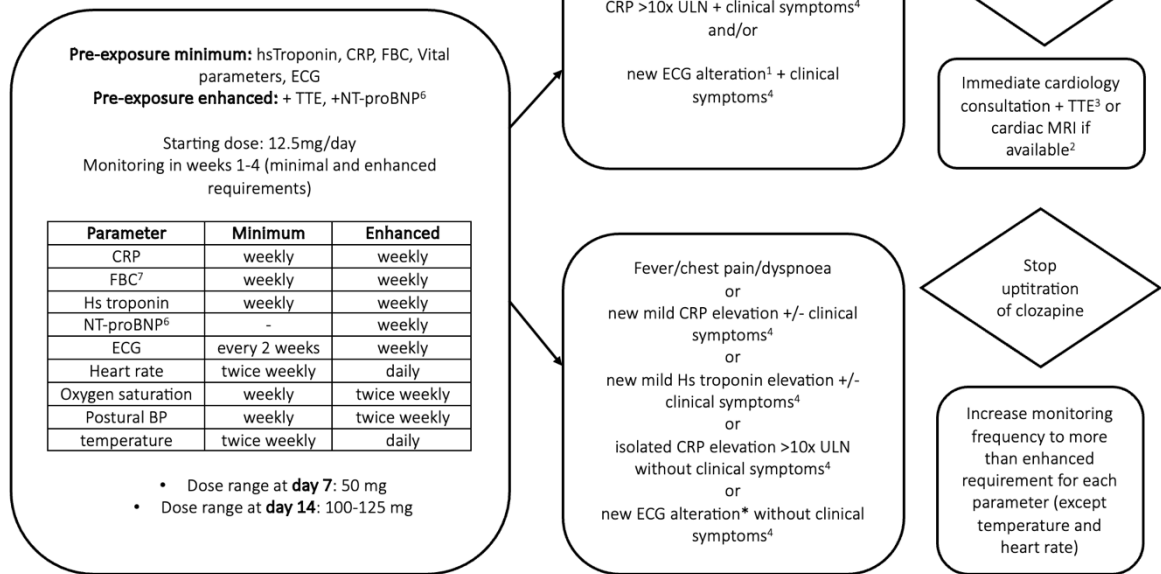 Pre-exposure minimum: hsTroponin, CRP, FBC, Vital
parameters, ECG
Pre-exposure enhanced: + TTE, +NT-proBNP⁶
Starting dose: 12.5mg/day
Monitoring in weeks 1-4 (minimal and enhanced
requirements)
Parameter Minimum Enhanced
CRP weekly weekly
FBC⁷ weekly weekly
Hs troponin weekly weekly
NT-proBNP⁶ - weekly
ECG every 2 weeks weekly
Heart rate twice weekly daily
Oxygen saturation weekly twice weekly
Postural BP weekly twice weekly
temperature twice weekly daily
• Dose range at day 7: 50 mg
• Dose range at day 14: 100-125 mg
CRP >10x ULN + clinical symptoms⁴
and/or
new ECG alteration¹ + clinical
symptoms⁴
Immediate cardiology
consultation + TTE³ or
cardiac MRI if
available²
Fever/chest pain/dyspnoea
or
new mild CRP elevation +/- clinical
symptoms⁴
or
new mild Hs troponin elevation +/-
clinical symptoms⁴
or
isolated CRP elevation >10x ULN
without clinical symptoms⁴
or
new ECG alteration* without clinical
symptoms⁴
Stop
uptitration
of clozapine
Increase monitoring
frequency to more
than enhanced
requirement for each
parameter (except
temperature and
heart rate)